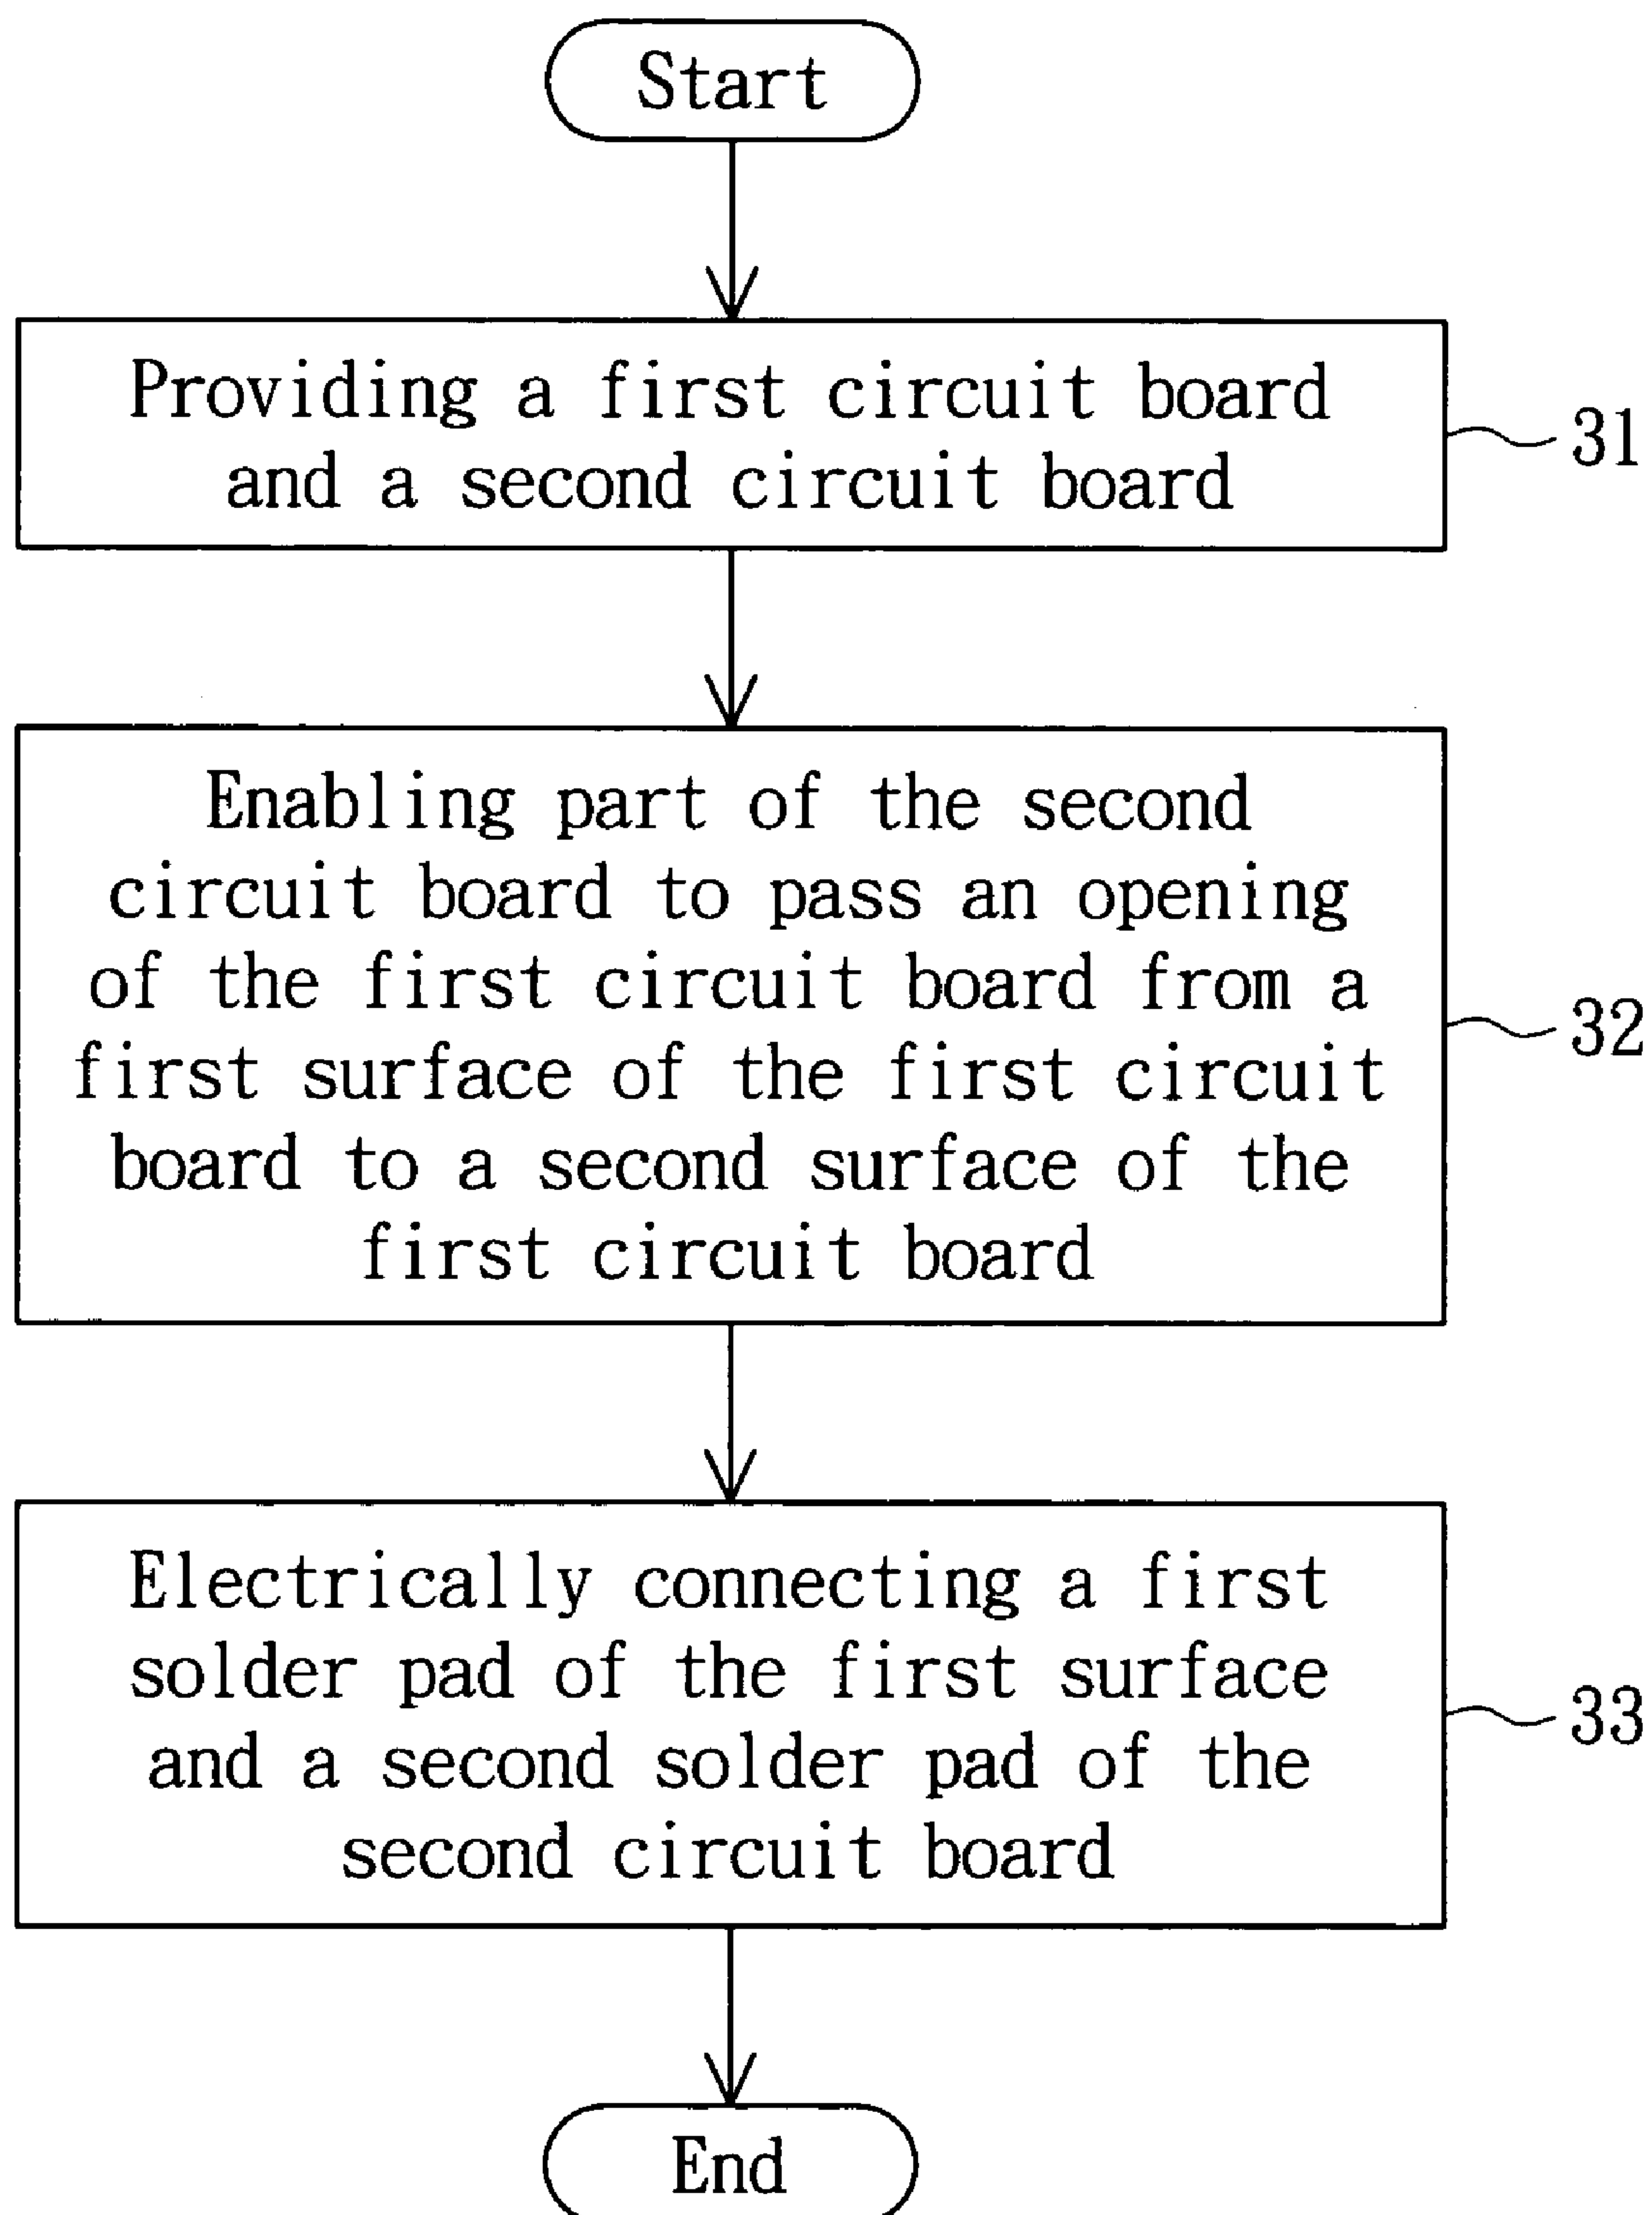 Start
Providing a first circuit board
and a second circuit board
31
Enabling part of the second
circuit board to pass an opening
of the first circuit board from a
first surface of the first circuit
board to a second surface of the
first circuit board
32
Electrically connecting a first
solder pad of the first surface
and a second solder pad of the
second circuit board
33
End